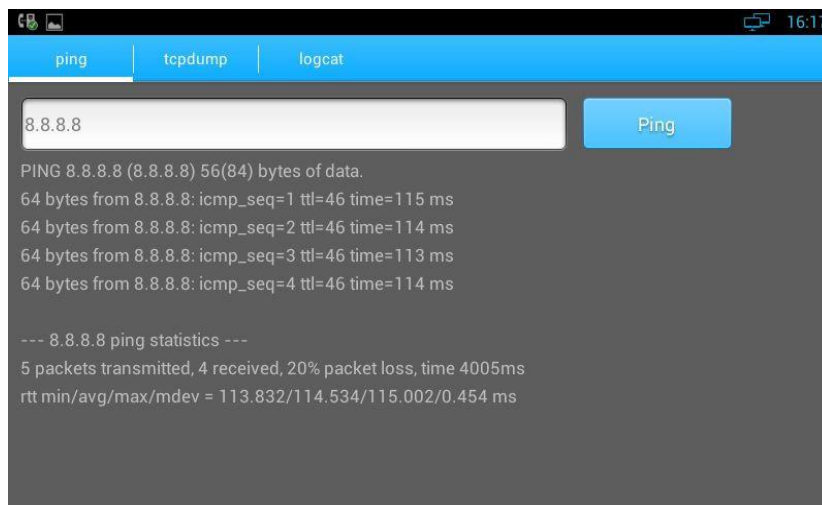 16:17
ping tcpdump logcat
8.8.8.8 Ping
PING 8.8.8.8 (8.8.8.8) 56(84) bytes of data.
64 bytes from 8.8.8.8: icmp_seq=1 ttl=46 time=115 ms
64 bytes from 8.8.8.8: icmp_seq=2 ttl=46 time=114 ms
64 bytes from 8.8.8.8: icmp_seq=3 ttl=46 time=113 ms
64 bytes from 8.8.8.8: icmp_seq=4 ttl=46 time=114 ms
--- 8.8.8.8 ping statistics ---
5 packets transmitted, 4 received, 20% packet loss, time 4005ms
rtt min/avg/max/mdev = 113.832/114.534/115.002/0.454 ms